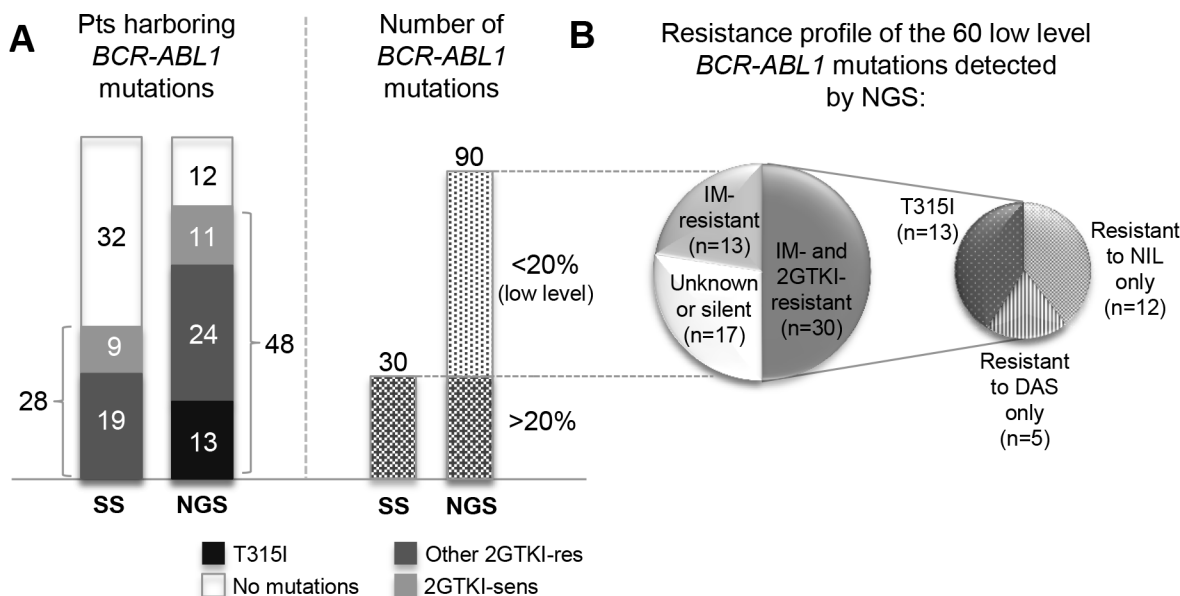 A
Pts harboring
BCR-ABL1
mutations
Number of
BCR-ABL1
mutations
32
9
19
28
12
11
24
13
48
SS
NGS
90
30
<20%
(low level)
>20%
SS
NGS
T315I
Other 2GTKI-res
No mutations
2GTKI-sens
B
Resistance profile of the 60 low level
BCR-ABL1 mutations detected
by NGS:
IM-
resistant
(n=13)
Unknown
or silent
(n=17)
IM- and
2GTKI-
resistant
(n=30)
T315I
(n=13)
Resistant
to NIL
only
(n=12)
Resistant
to DAS
only
(n=5)